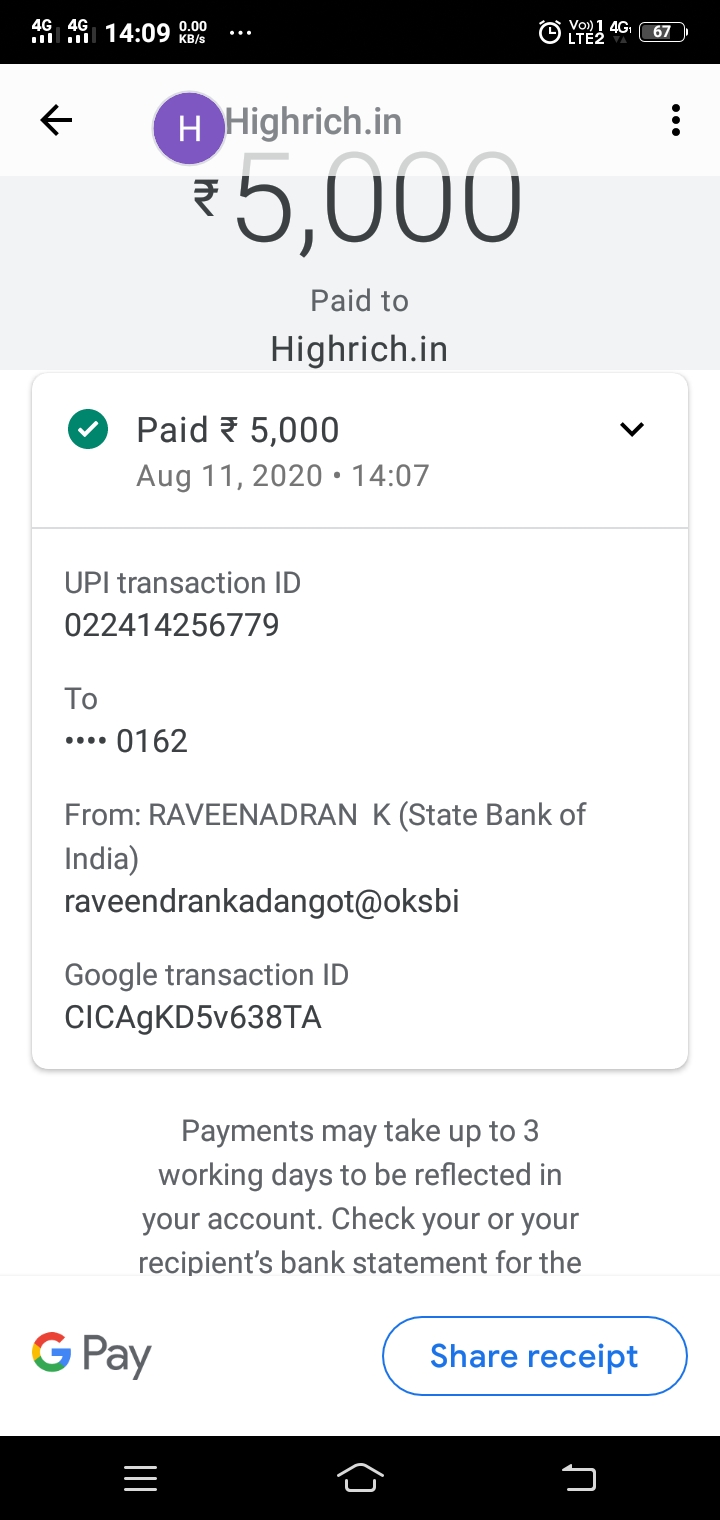 4G 4G 14:09 0.00 KB/s ... Vo)) 1 4G LTE2 67
H Highrich.in
₹5,000
Paid to
Highrich.in
Paid ₹ 5,000
Aug 11, 2020 • 14:07
UPI transaction ID
022414256779
To
•••• 0162
From: RAVEENADRAN K (State Bank of
India)
raveendrankadangot@oksbi
Google transaction ID
CICAgKD5v638TA
Payments may take up to 3
working days to be reflected in
your account. Check your or your
recipient’s bank statement for the
G Pay
Share receipt